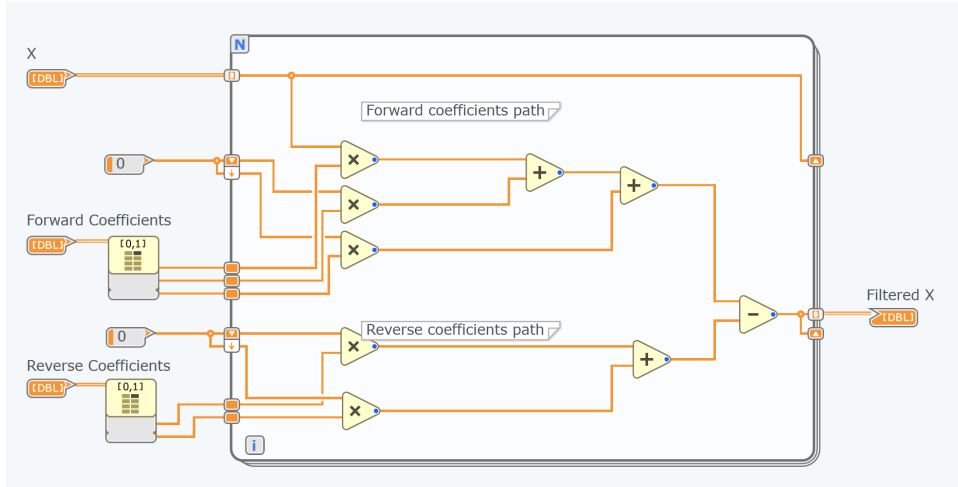 X
[DBL]
N
[]
Forward coefficients path
×
0
+
+
×
Forward Coefficients
[DBL]
[0,1]
×
Filtered X
[DBL]
−
[]
0
Reverse coefficients path
×
+
Reverse Coefficients
[DBL]
[0,1]
×
i